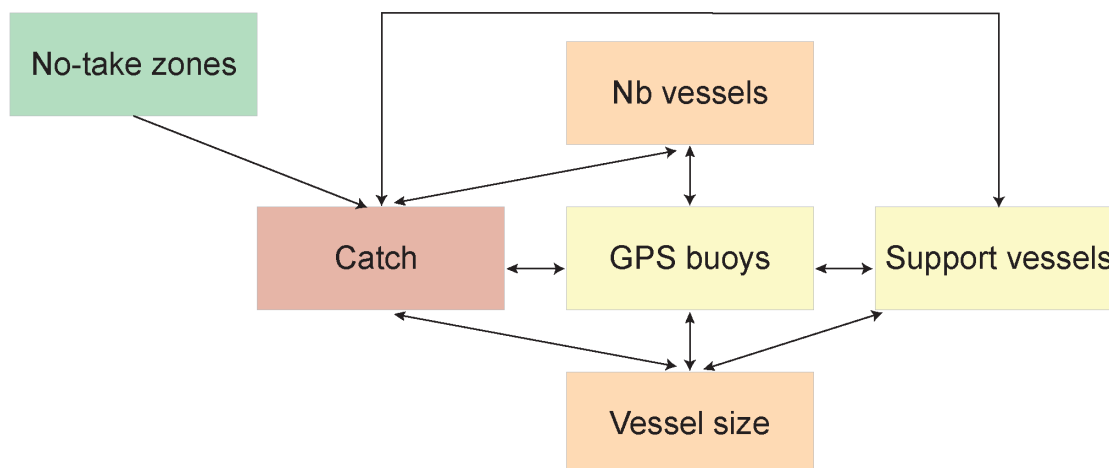 No-take zones
Nb vessels
Catch
GPS buoys
Support vessels
Vessel size